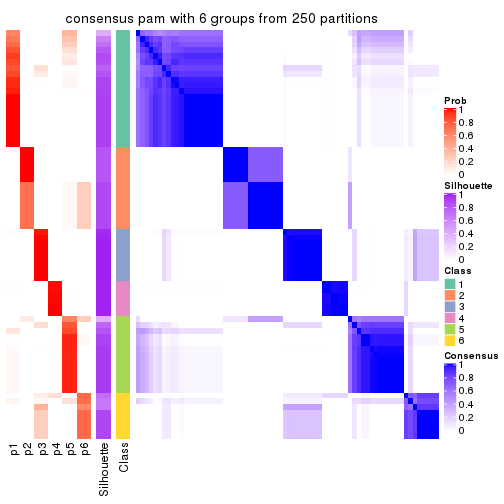 consensus pam with 6 groups from 250 partitions
Prob
1
0.8
0.6
0.4
0.2
0
Silhouette
1
0.8
0.6
0.4
0.2
0
Class
1
2
3
4
5
6
Consensus
1
0.8
0.6
0.4
0.2
0
p1
p2
p3
p4
p5
p6
Silhouette
Class